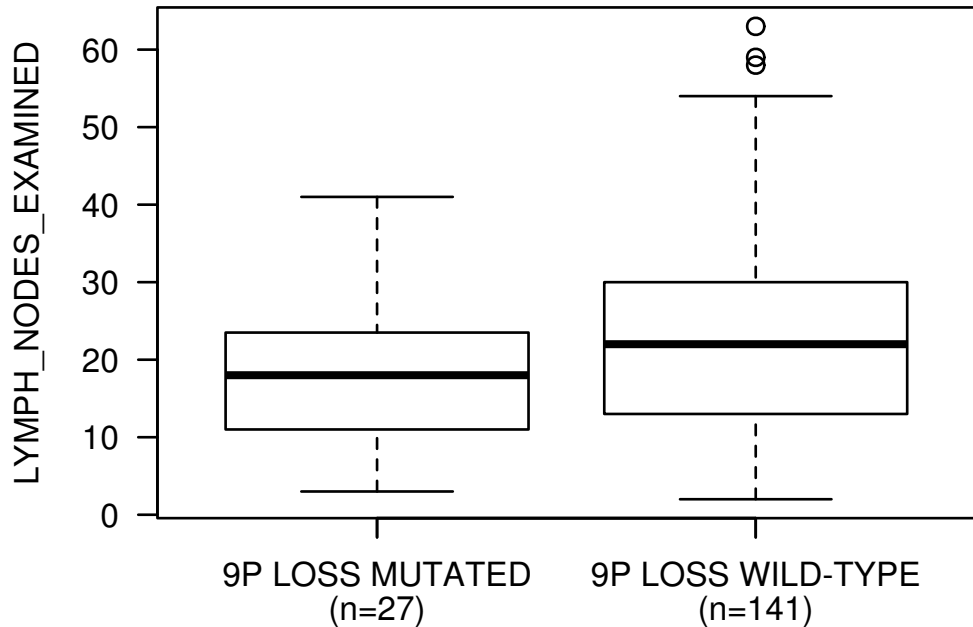 LYMPH_NODES_EXAMINED
60
50
40
30
20
10
0
9P LOSS MUTATED
(n=27)
9P LOSS WILD-TYPE
(n=141)